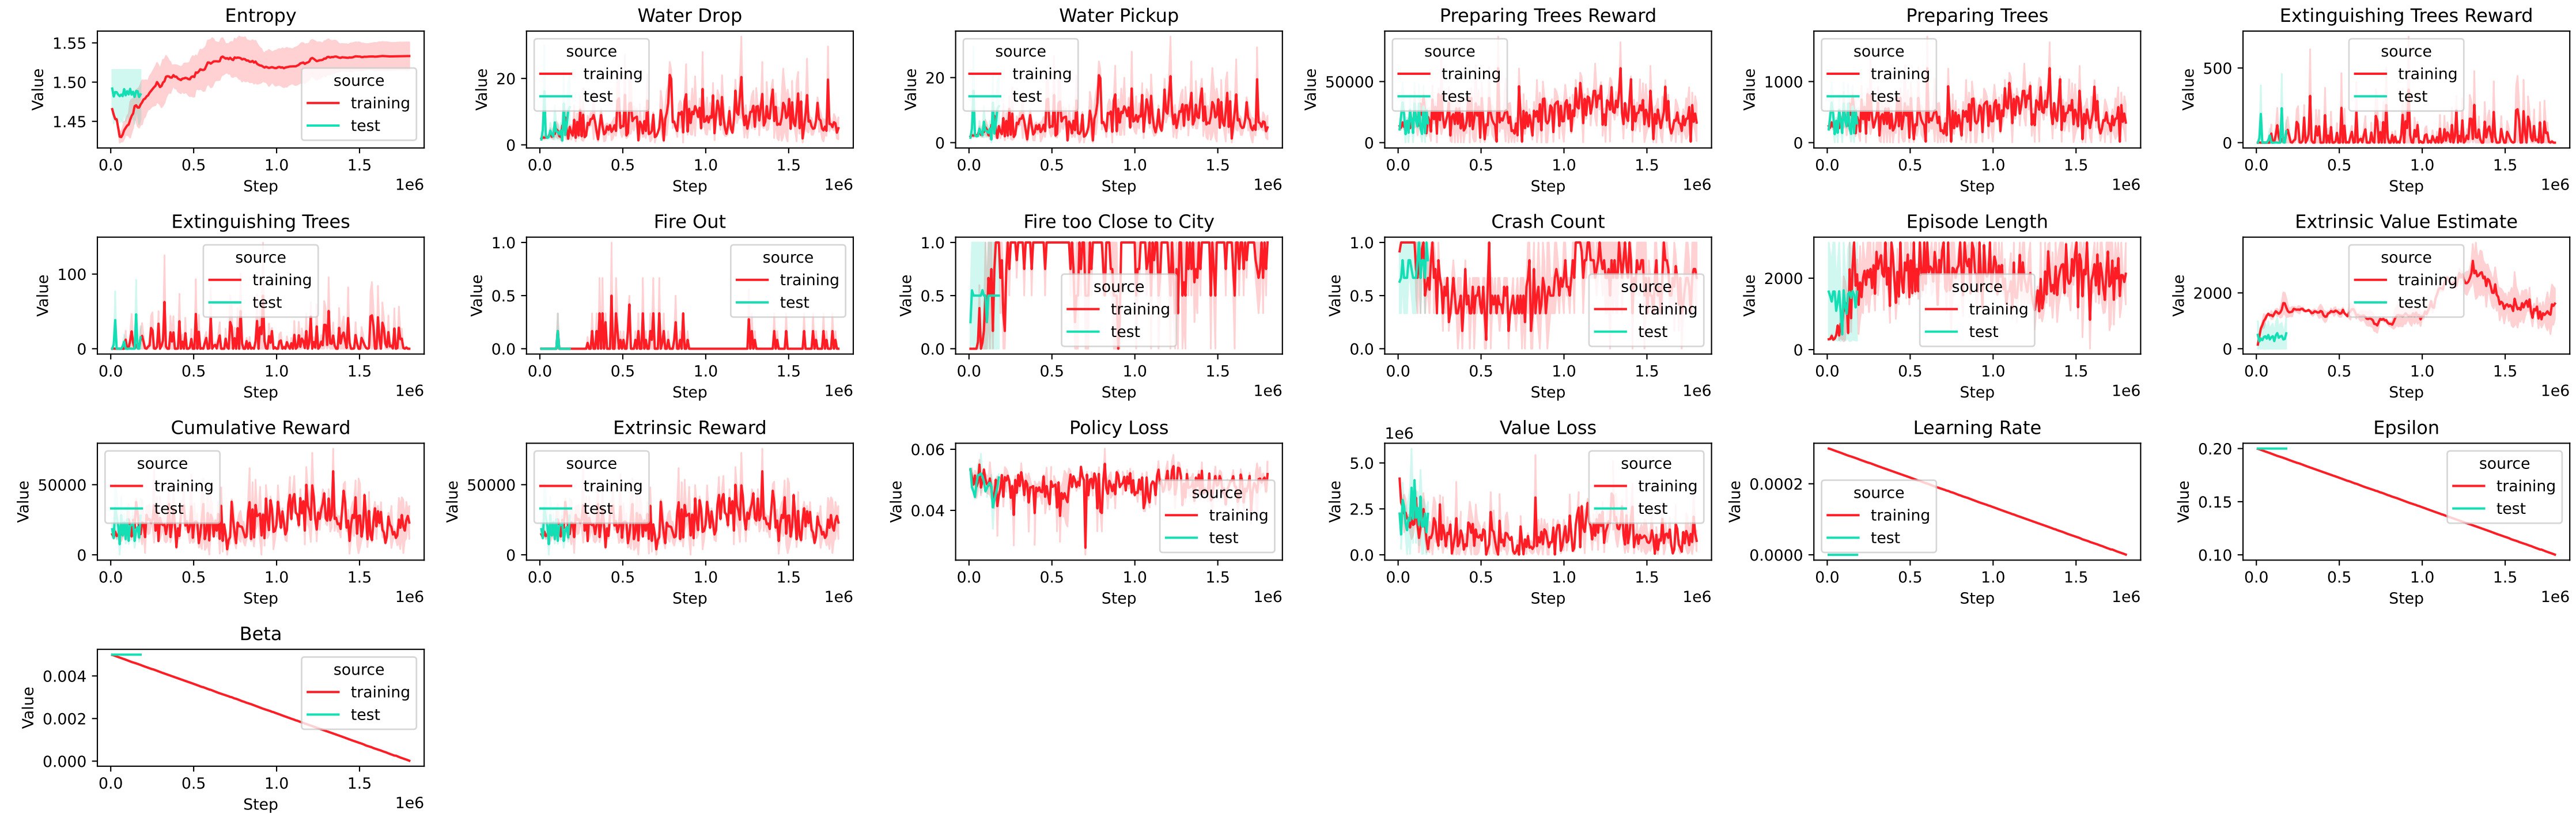 Entropy
Value
1.55
1.50
1.45
source
training
test
0.0 0.5 1.0 1.5
Step
1e6
Water Drop
Value
20
0
source
training
test
0.0 0.5 1.0 1.5
Step
1e6
Water Pickup
Value
20
0
source
training
test
0.0 0.5 1.0 1.5
Step
1e6
Preparing Trees Reward
Value
50000
0
source
training
test
0.0 0.5 1.0 1.5
Step
1e6
Preparing Trees
Value
1000
0
source
training
test
0.0 0.5 1.0 1.5
Step
1e6
Extinguishing Trees Reward
Value
500
0
source
training
test
0.0 0.5 1.0 1.5
Step
1e6
Extinguishing Trees
Value
100
0
source
training
test
0.0 0.5 1.0 1.5
Step
1e6
Fire Out
Value
1.0
0.5
0.0
source
training
test
0.0 0.5 1.0 1.5
Step
1e6
Fire too Close to City
Value
1.0
0.5
0.0
source
training
test
0.0 0.5 1.0 1.5
Step
1e6
Crash Count
Value
1.0
0.5
0.0
source
training
test
0.0 0.5 1.0 1.5
Step
1e6
Episode Length
Value
2000
0
source
training
test
0.0 0.5 1.0 1.5
Step
1e6
Extrinsic Value Estimate
Value
2000
0
source
training
test
0.0 0.5 1.0 1.5
Step
1e6
Cumulative Reward
Value
50000
0
source
training
test
0.0 0.5 1.0 1.5
Step
1e6
Extrinsic Reward
Value
50000
0
source
training
test
0.0 0.5 1.0 1.5
Step
1e6
Policy Loss
Value
0.06
0.04
source
training
test
0.0 0.5 1.0 1.5
Step
1e6
Value Loss
1e6
Value
5.0
2.5
0.0
source
training
test
0.0 0.5 1.0 1.5
Step
1e6
Learning Rate
Value
0.0002
0.0000
source
training
test
0.0 0.5 1.0 1.5
Step
1e6
Epsilon
Value
0.20
0.15
0.10
source
training
test
0.0 0.5 1.0 1.5
Step
1e6
Beta
Value
0.004
0.002
0.000
source
training
test
0.0 0.5 1.0 1.5
Step
1e6